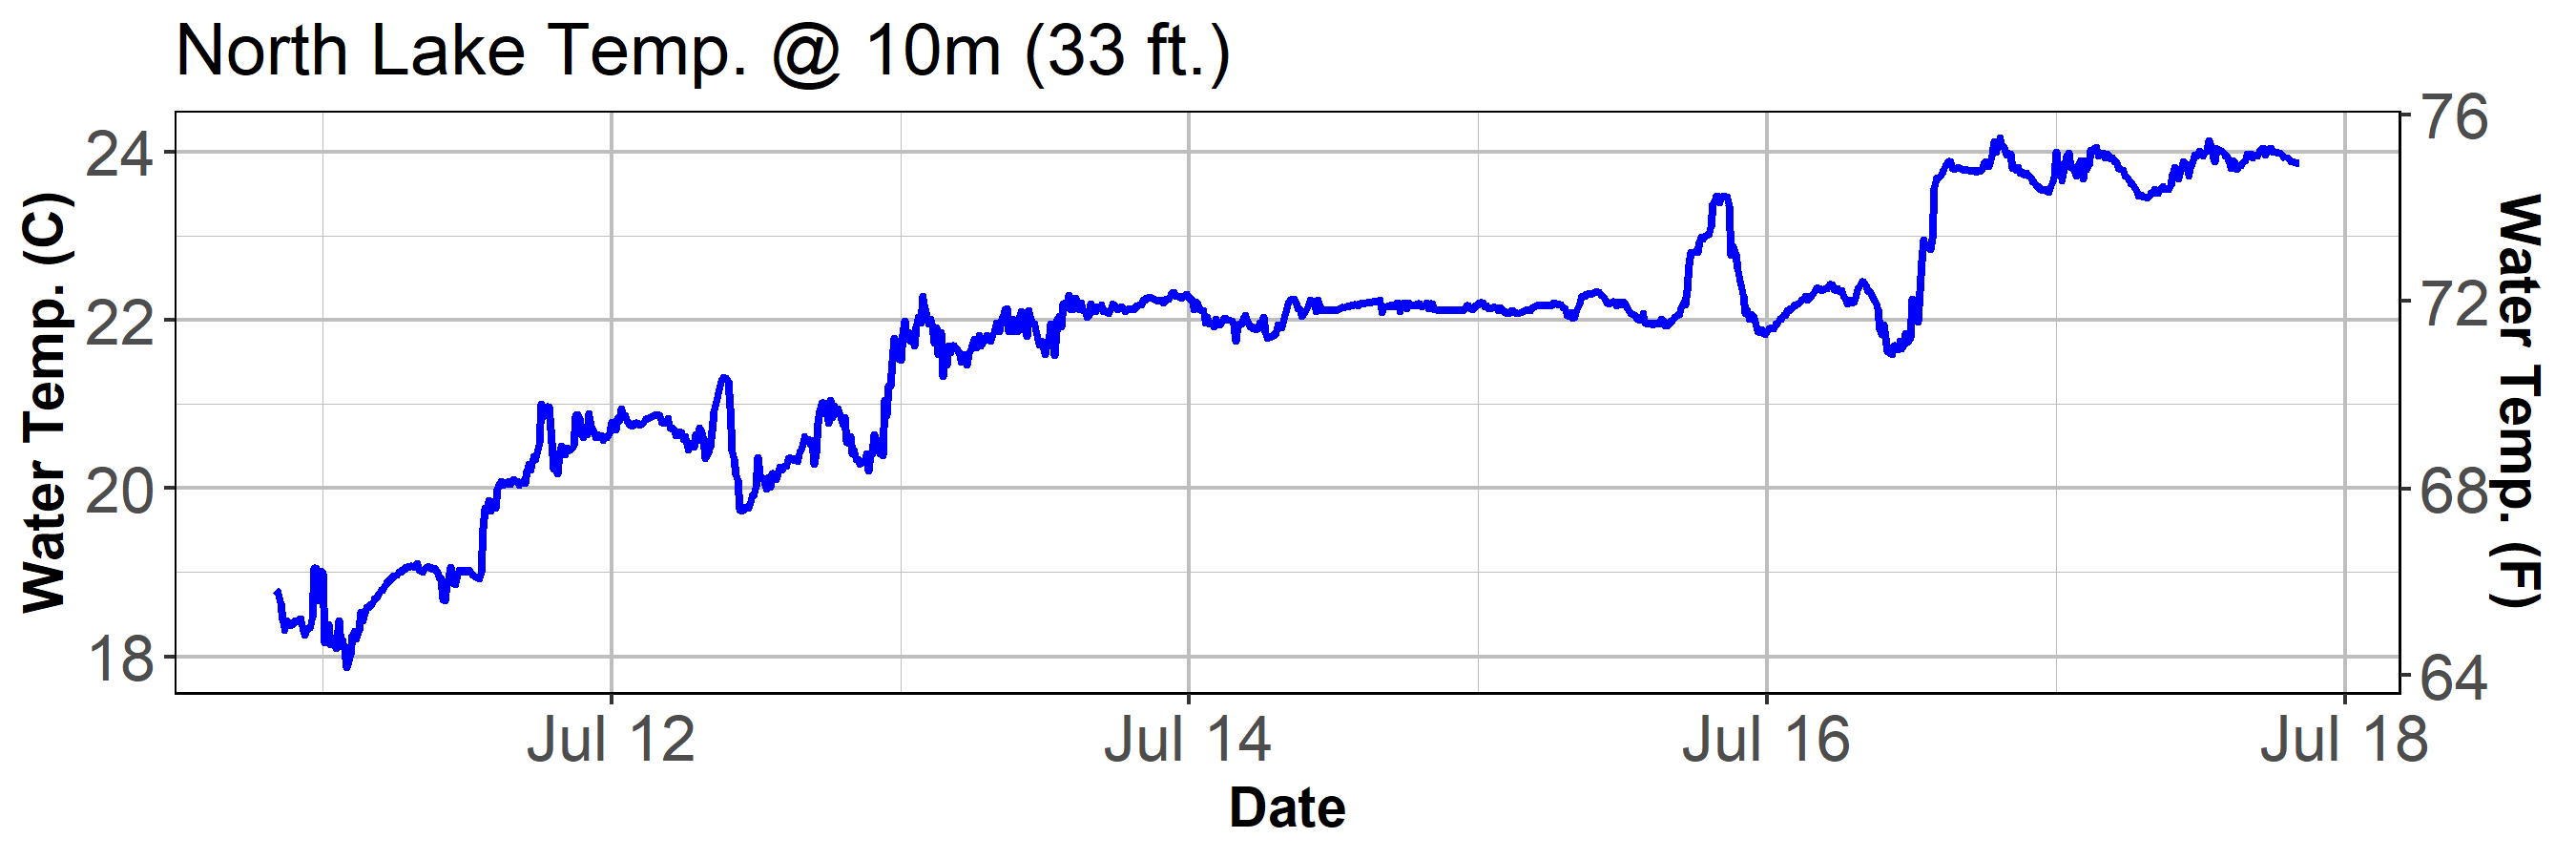 North Lake Temp. @ 10m (33 ft.)
Water Temp. (C)
24
22
20
18
76
72
68
64
Water Temp. (F)
Jul 12 Jul 14 Jul 16 Jul 18
Date